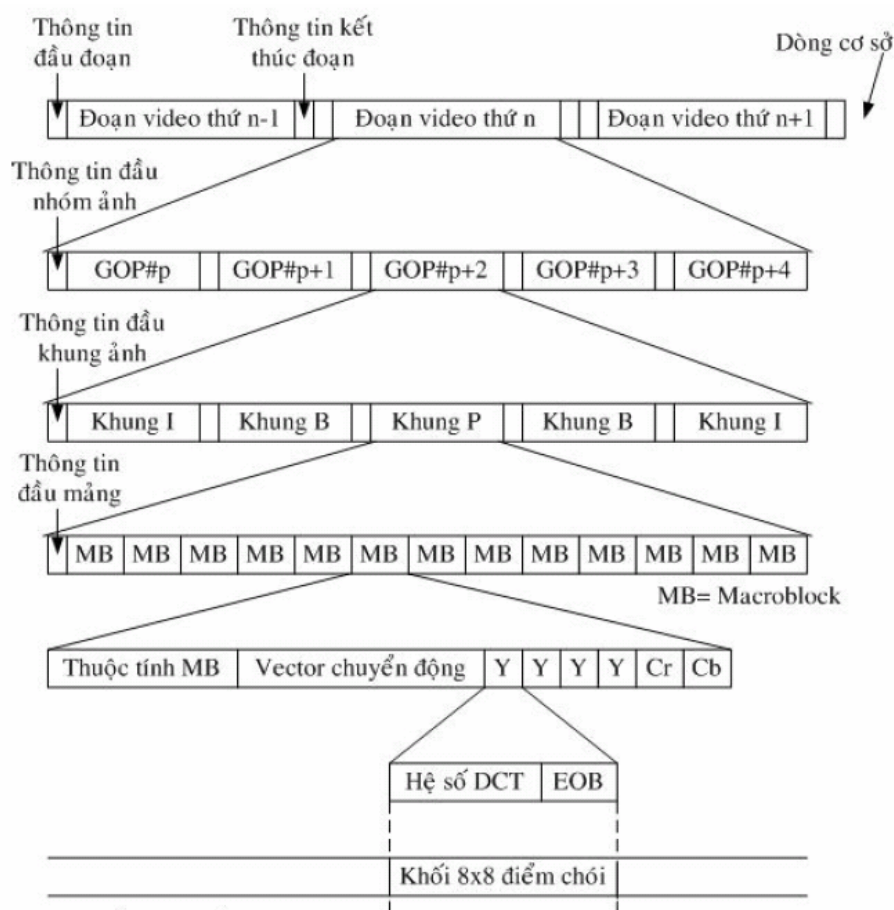 Thông tin
đầu đoạn
Thông tin kết
thúc đoạn
Dòng cơ sở
Đoạn video thứ n-1
Đoạn video thứ n
Đoạn video thứ n+1
Thông tin đầu
nhóm ảnh
GOP#p
GOP#p+1
GOP#p+2
GOP#p+3
GOP#p+4
Thông tin đầu
khung ảnh
Khung I
Khung B
Khung P
Khung B
Khung I
Thông tin
đầu mảng
MB MB MB MB MB MB MB MB MB MB MB MB MB
MB= Macroblock
Thuộc tính MB
Vector chuyển động
Y Y Y Y Cr Cb
Hệ số DCT
EOB
Khối 8x8 điểm chói